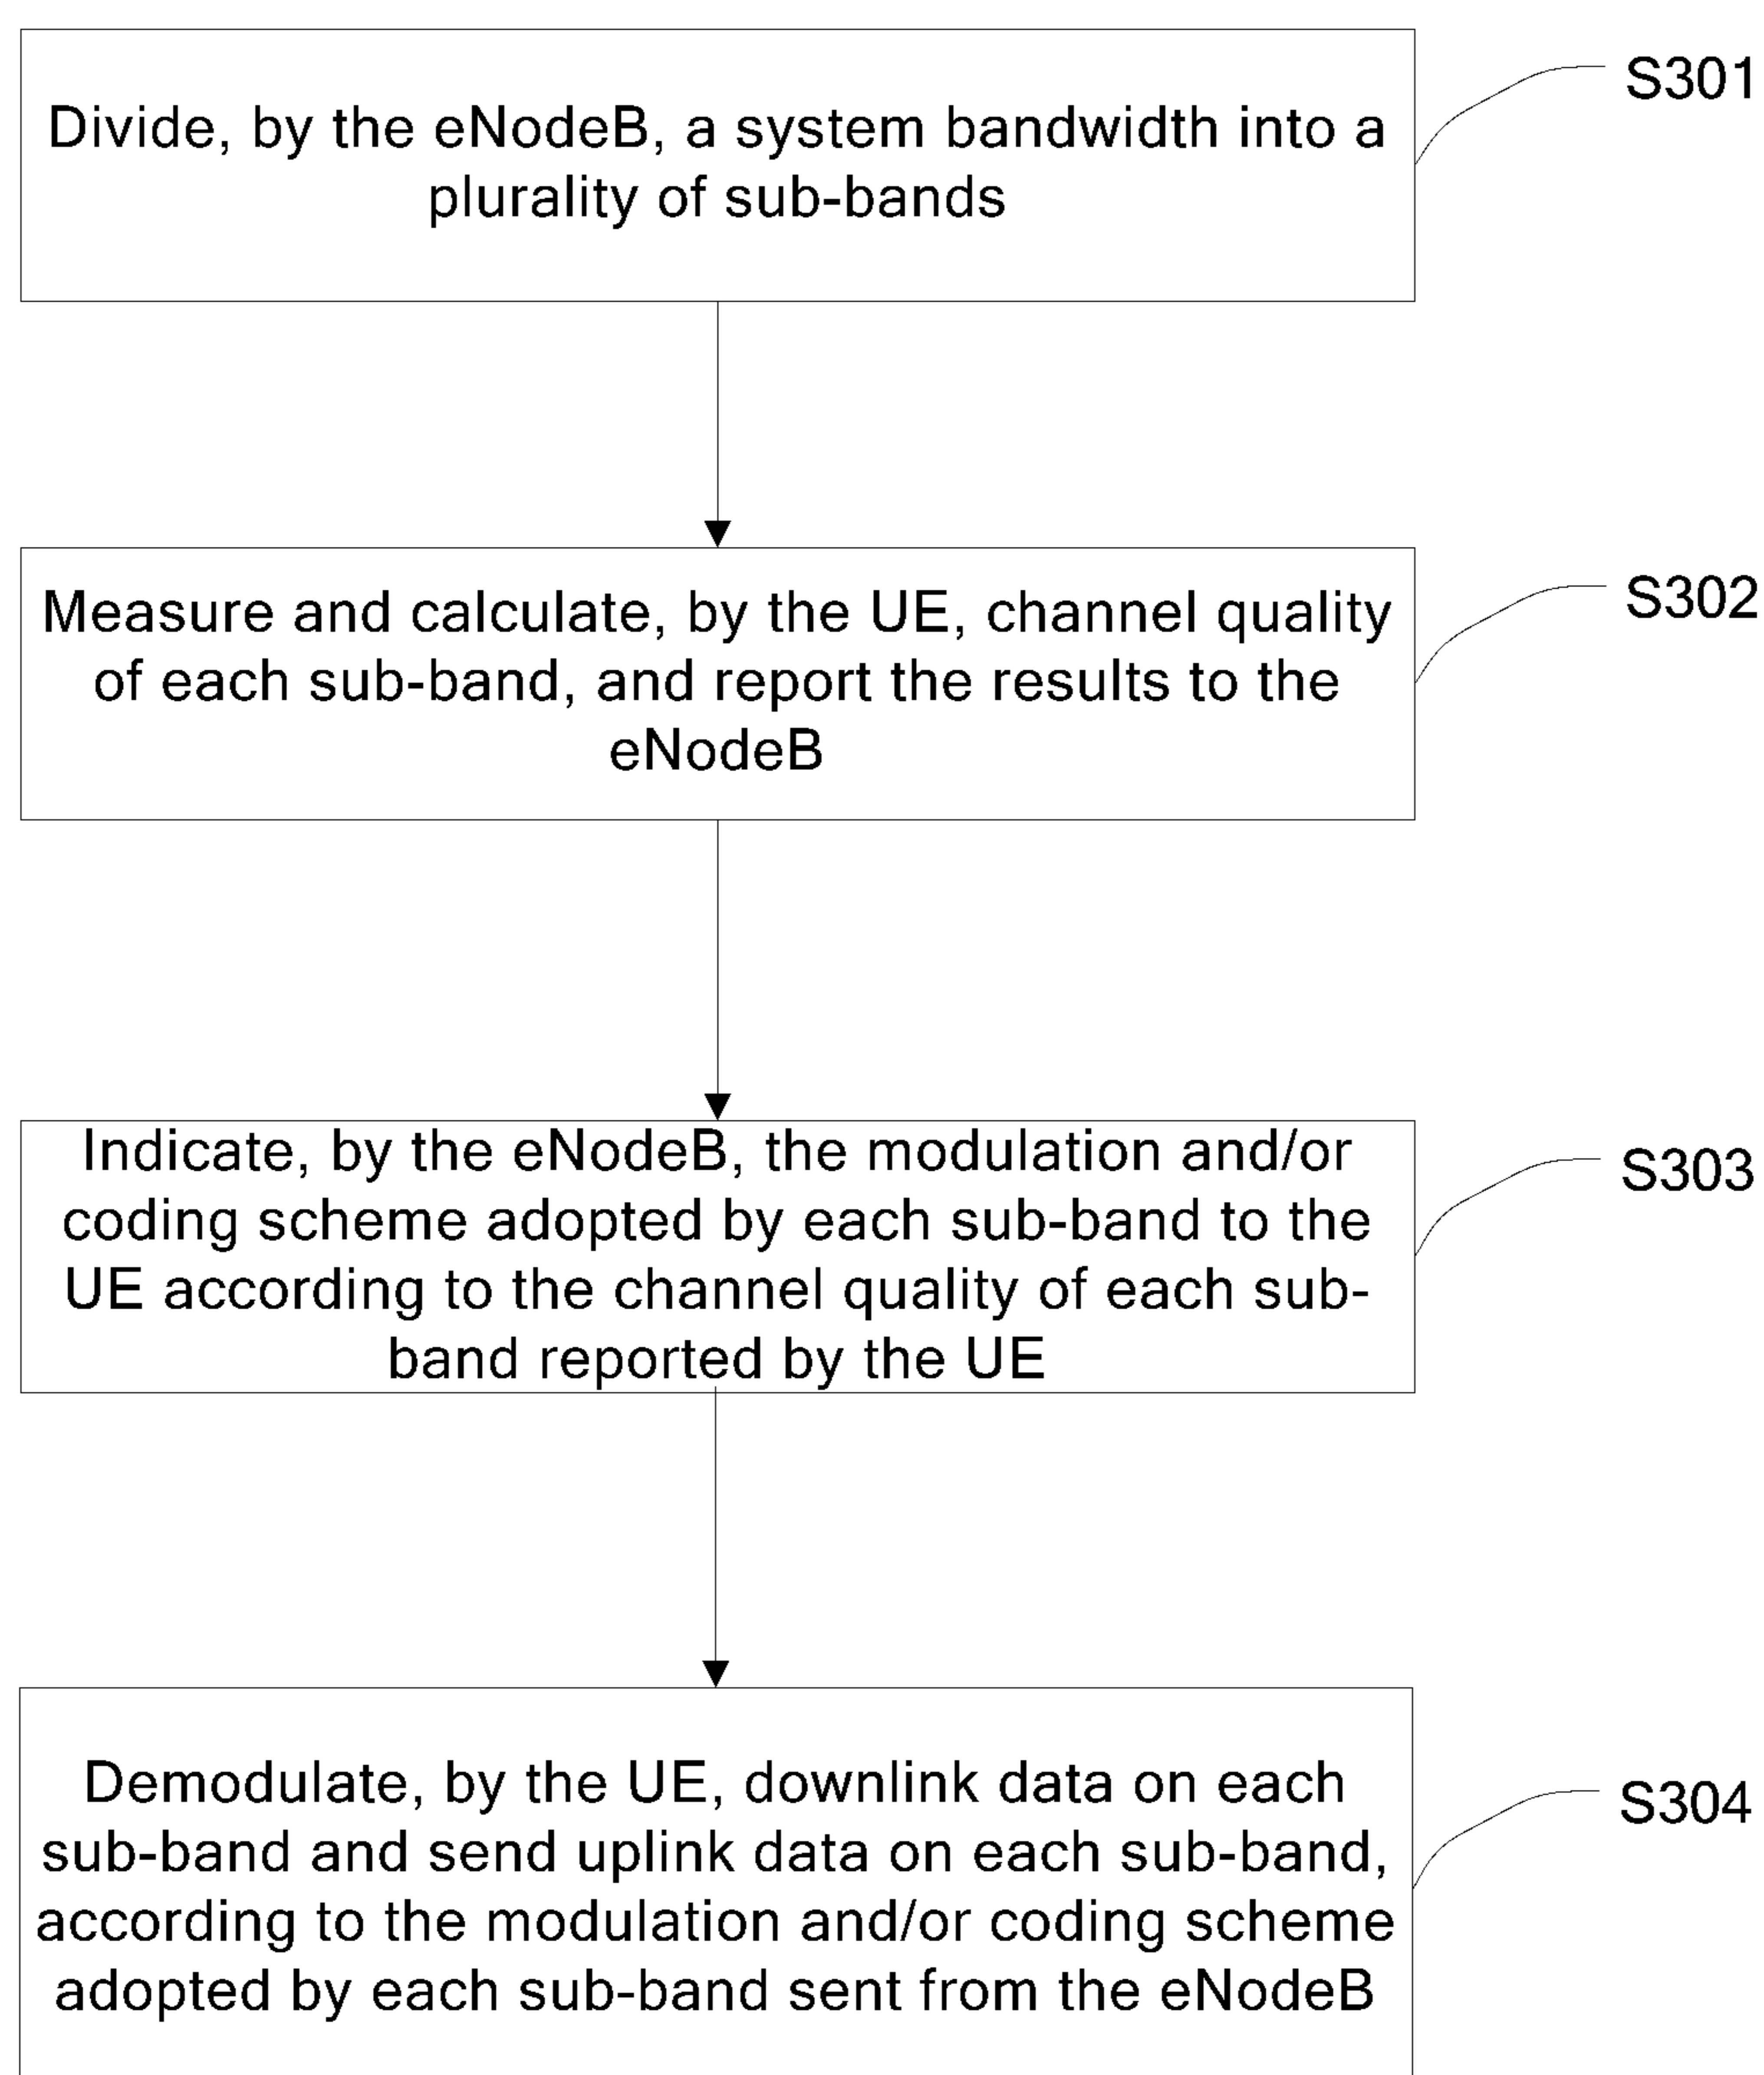 Divide, by the eNodeB, a system bandwidth into a
plurality of sub-bands
S301
Measure and calculate, by the UE, channel quality
of each sub-band, and report the results to the
eNodeB
S302
Indicate, by the eNodeB, the modulation and/or
coding scheme adopted by each sub-band to the
UE according to the channel quality of each sub-
band reported by the UE
S303
Demodulate, by the UE, downlink data on each
sub-band and send uplink data on each sub-band,
according to the modulation and/or coding scheme
adopted by each sub-band sent from the eNodeB
S304